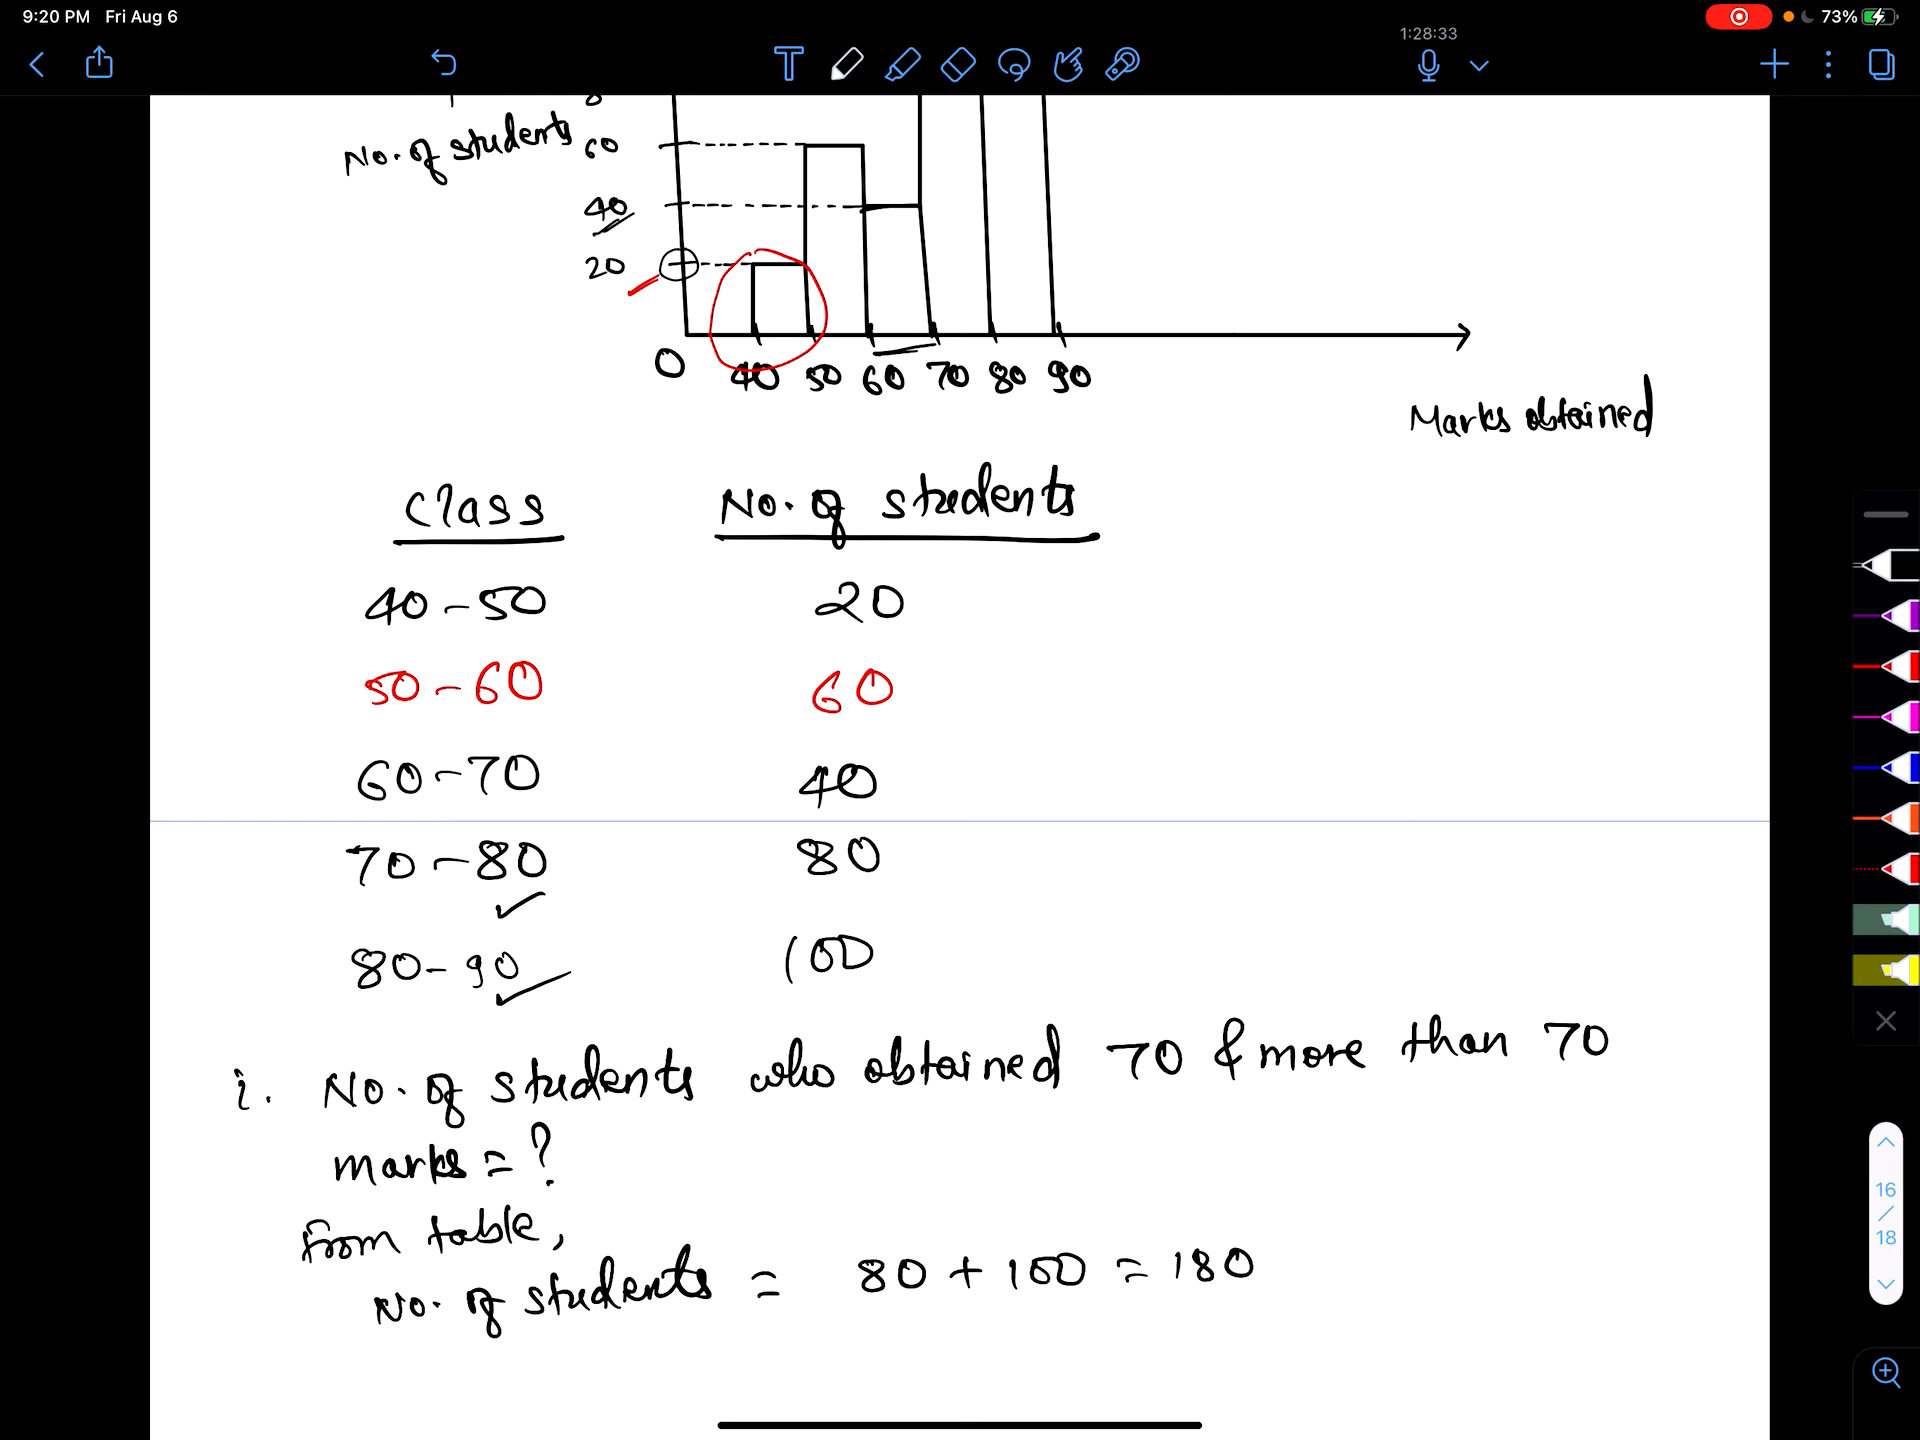 9:20 PM Fri Aug 6
73%
1:28:33
No. of students
60
40
20
0 40 50 60 70 80 90
Marks obtained
Class No. of students
40-50 20
50-60 60
60-70 40
70-80 80
80-90 100
i. No. of students who obtained 70 & more than 70
marks = ?
from table,
No. of students = 80 + 100 = 180
16
/
18